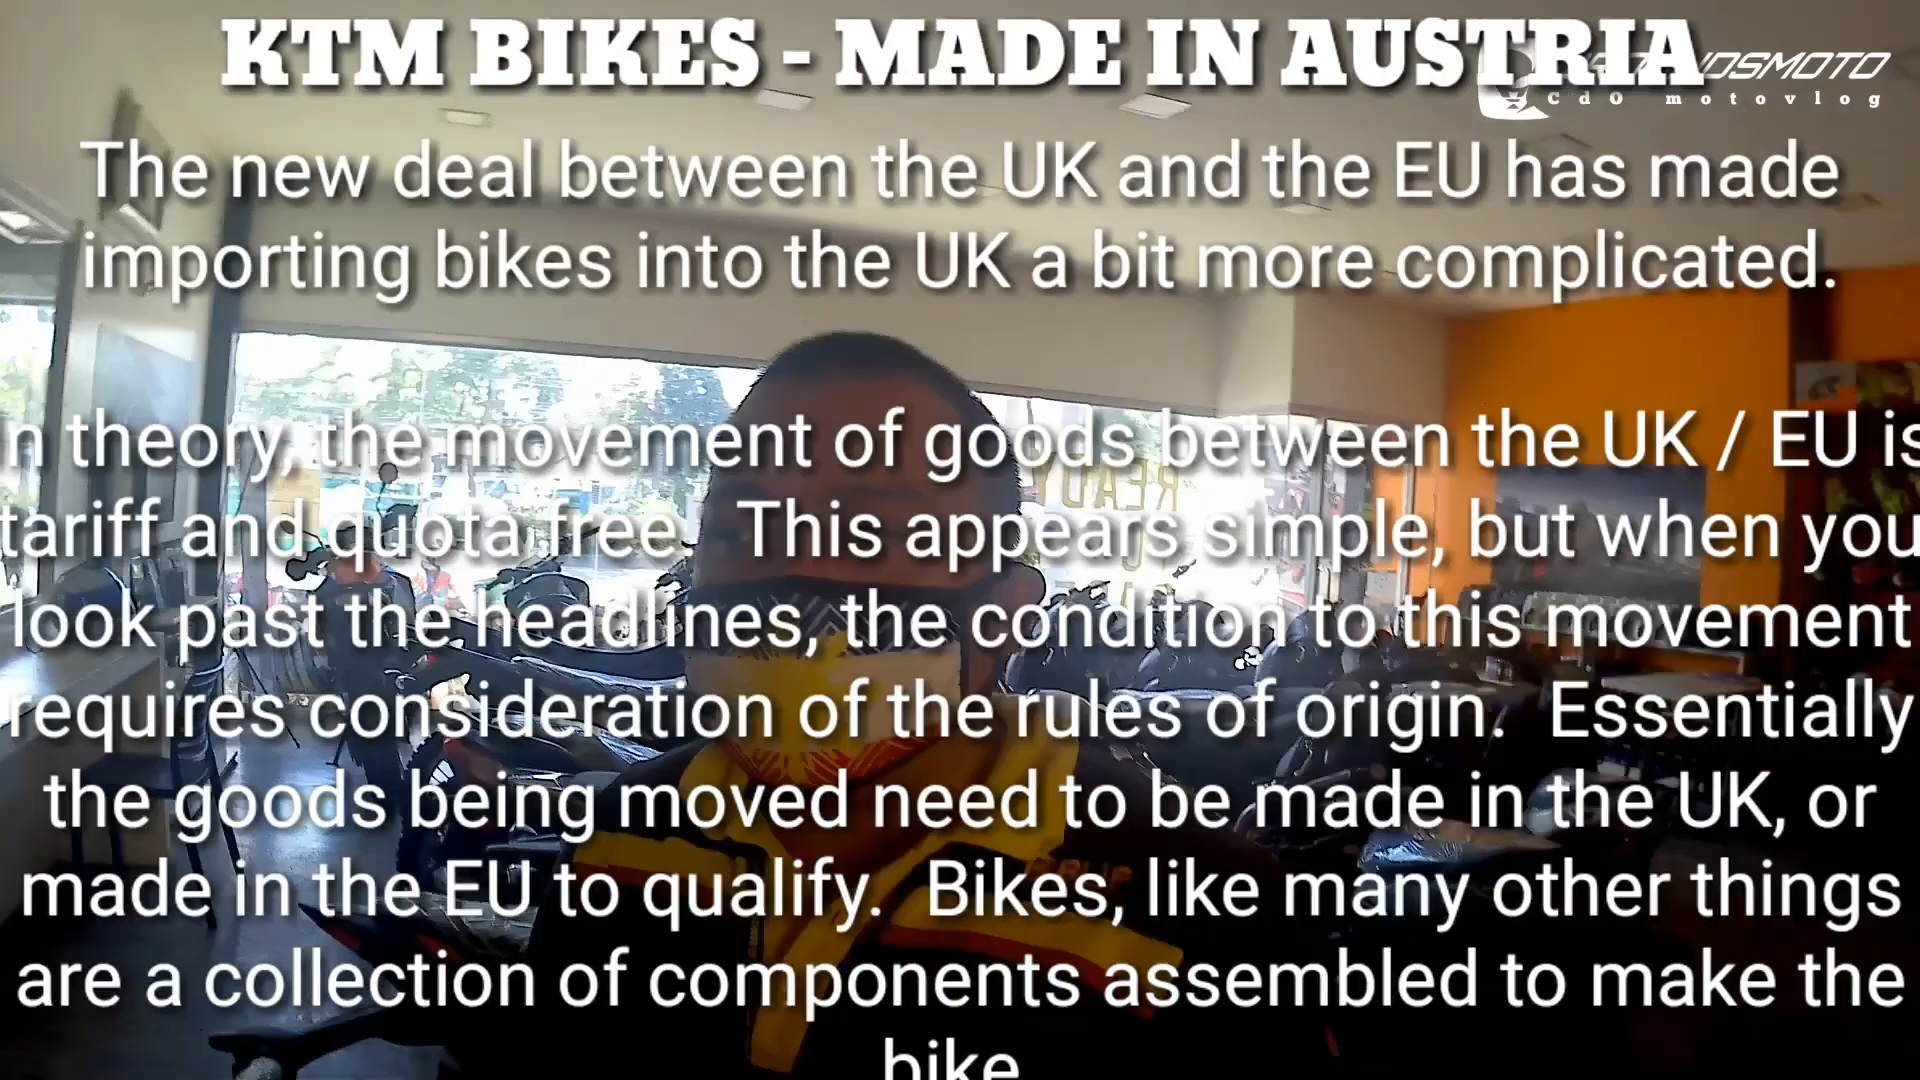 KTM BIKES - MADE IN AUSTRIA
CdO motovlog
The new deal between the UK and the EU has made
importing bikes into the UK a bit more complicated.
n theory, the movement of goods between the UK / EU is
tariff and quota free. This appears simple, but when you
look past the headlines, the condition to this movement
requires consideration of the rules of origin. Essentially
the goods being moved need to be made in the UK, or
made in the EU to qualify. Bikes, like many other things
are a collection of components assembled to make the
bike
READY